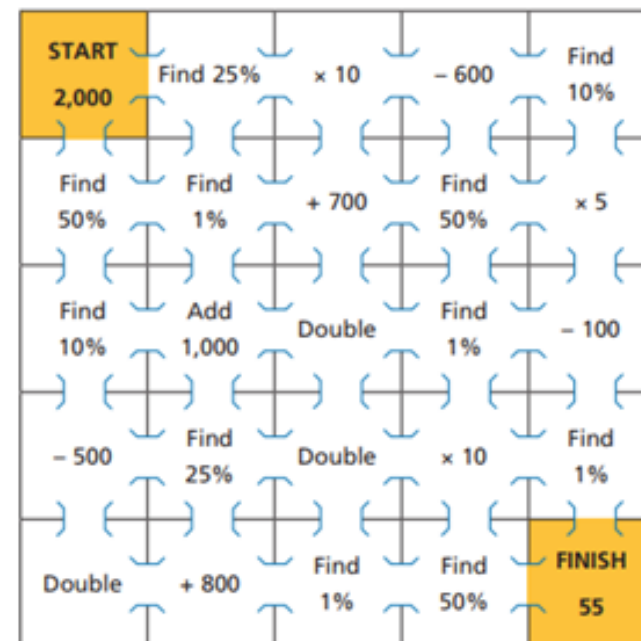 START
2,000
Find 25%
× 10
– 600
Find
10%
Find
50%
Find
1%
+ 700
Find
50%
× 5
Find
10%
Add
1,000
Double
Find
1%
– 100
– 500
Find
25%
Double
× 10
Find
1%
Double
+ 800
Find
1%
Find
50%
FINISH
55